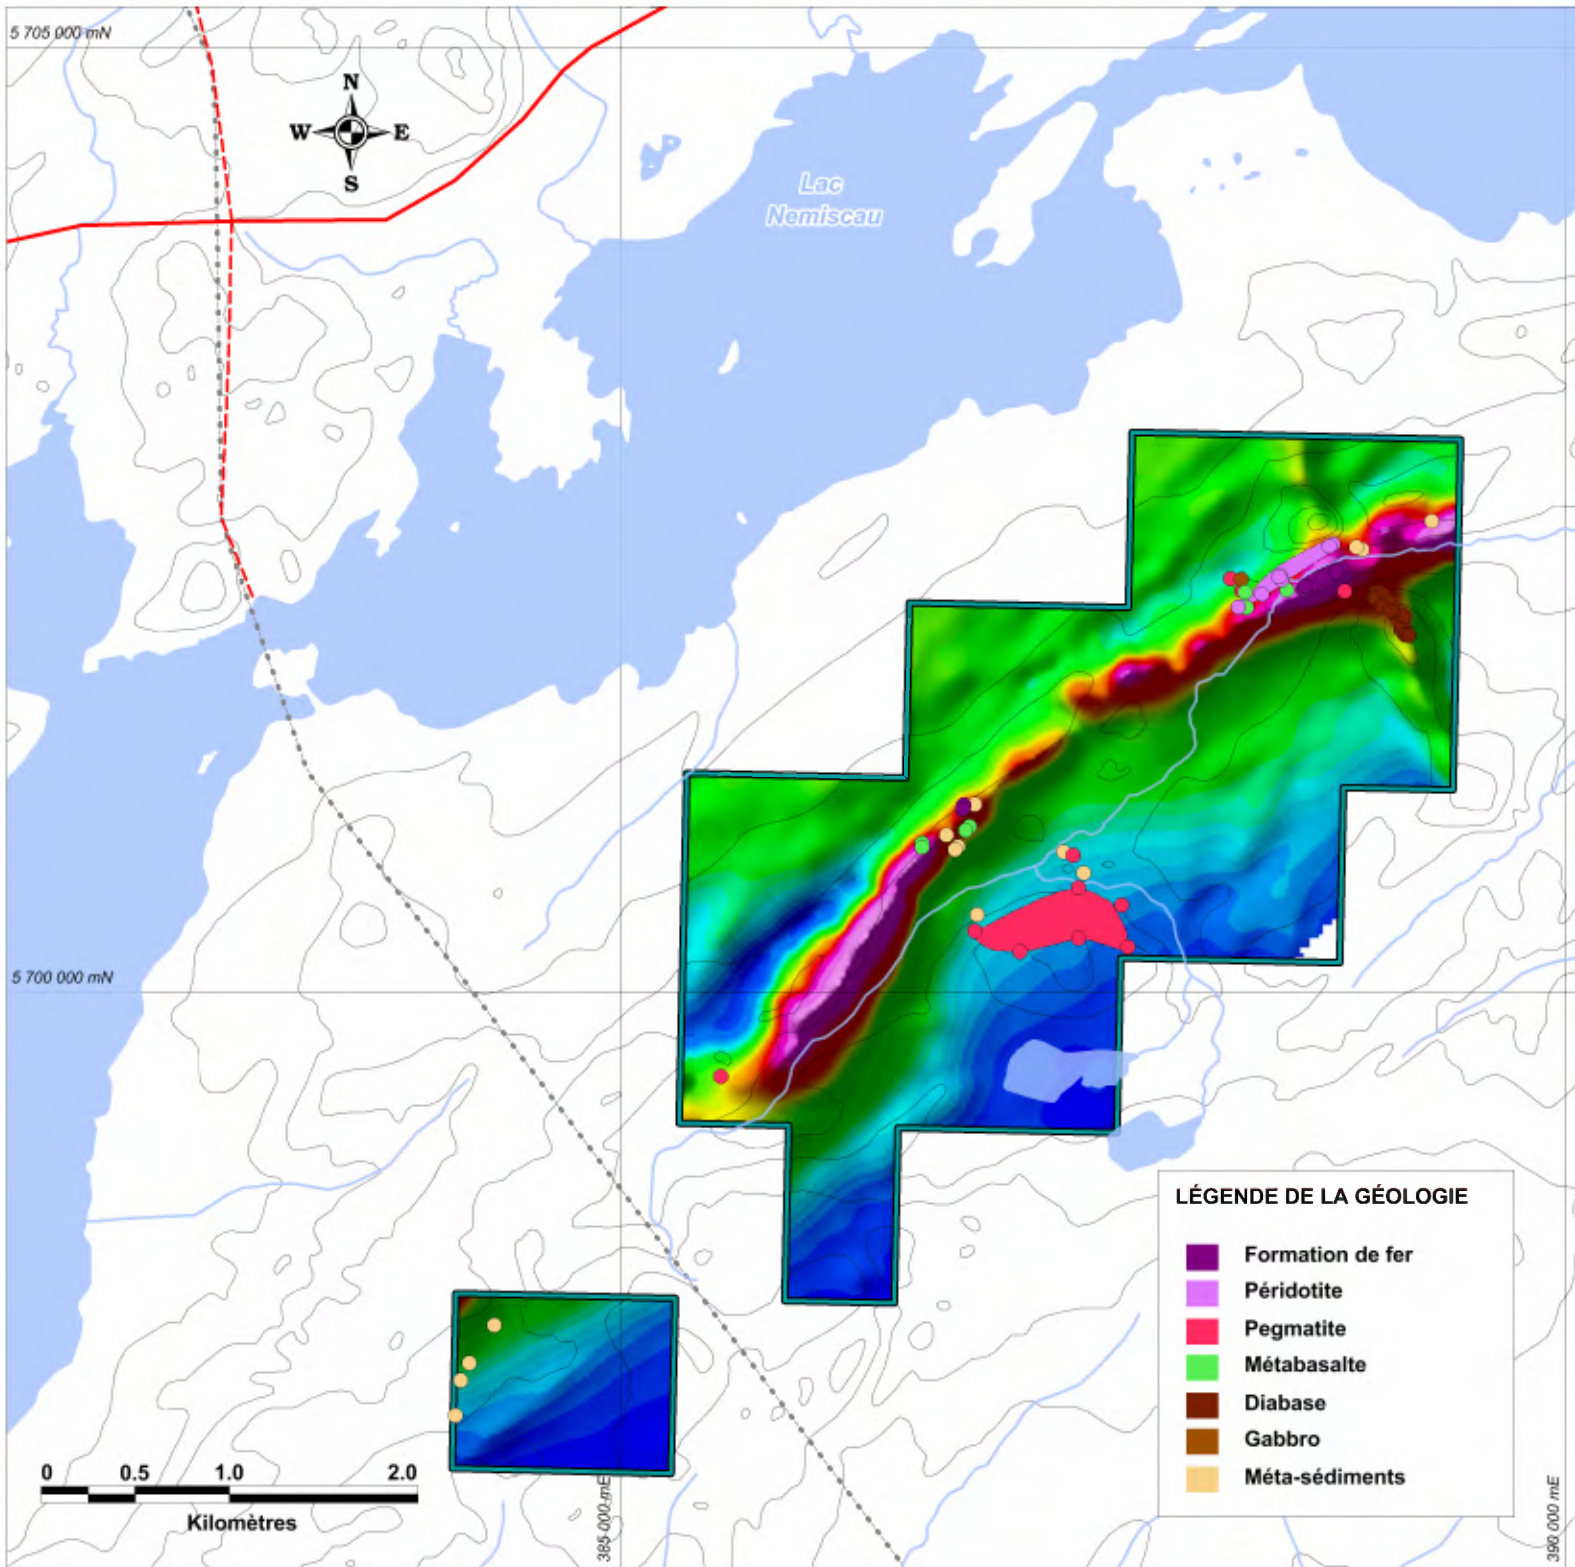 5 705 000 mN
N
W E
S
Lac
Nemiscau
5 700 000 mN
LÉGENDE DE LA GÉOLOGIE
Formation de fer
Péridotite
Pegmatite
Métabasalte
Diabase
Gabbro
Méta-sédiments
0 0.5 1.0 2.0
Kilomètres
385 000 mE
390 000 mE